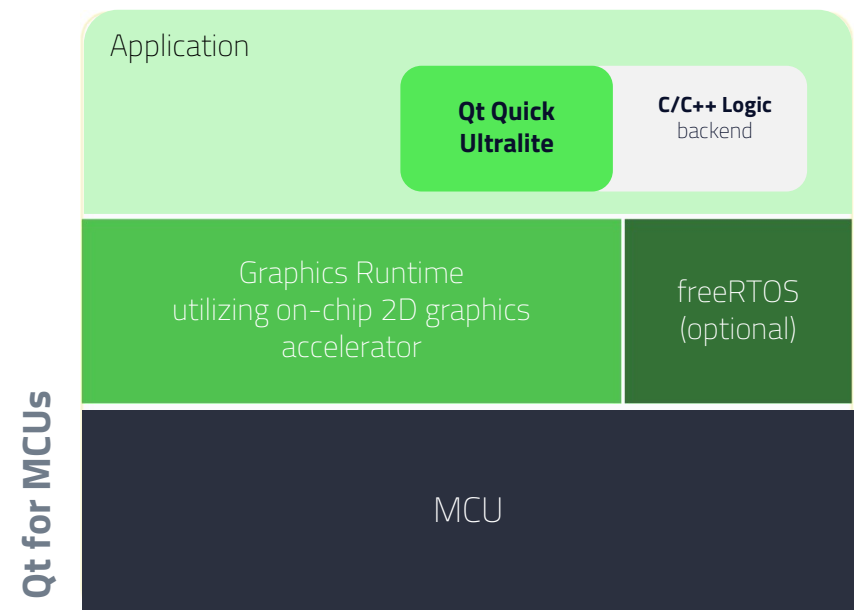 Application
Qt Quick
Ultralite
C/C++ Logic
backend
Graphics Runtime
utilizing on-chip 2D graphics
accelerator
freeRTOS
(optional)
MCU
Qt for MCUs